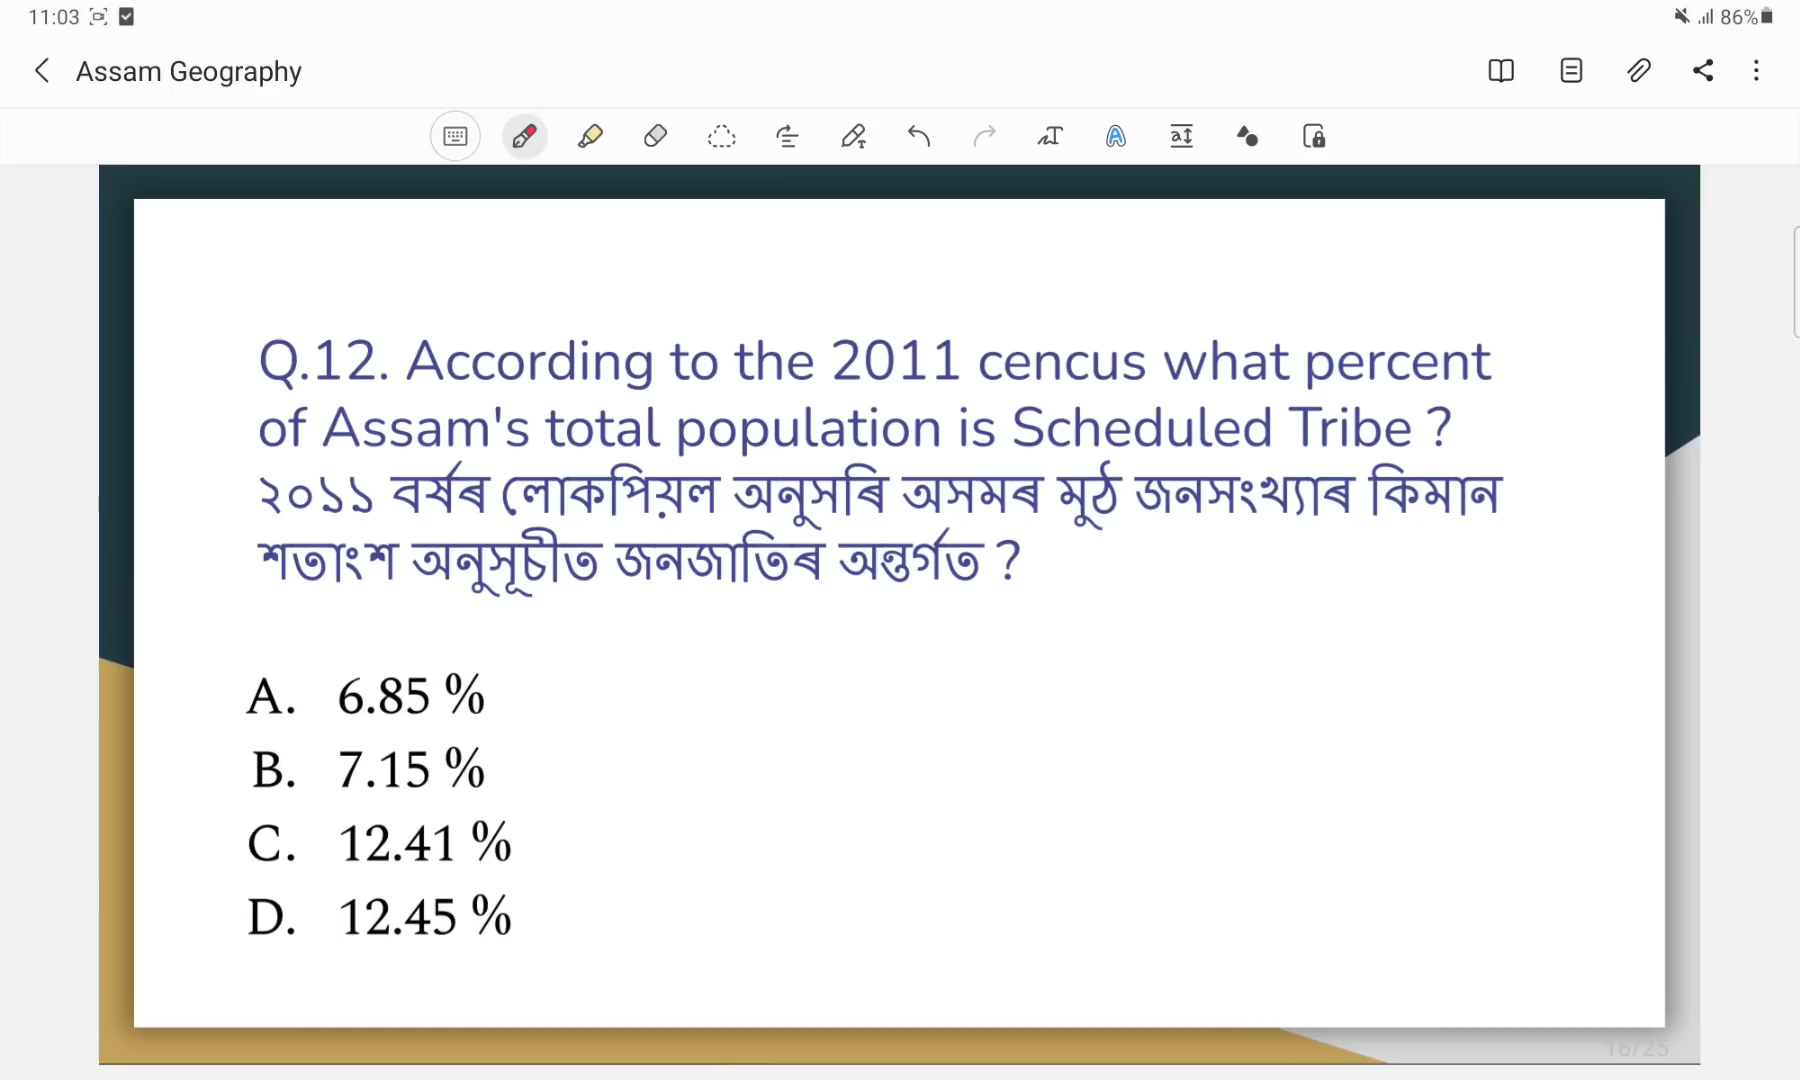 11:03
86%
Assam Geography
Q.12. According to the 2011 cencus what percent
of Assam's total population is Scheduled Tribe ?
২০১১ বৰ্ষৰ লোকপিয়ল অনুসৰি অসমৰ মুঠ জনসংখ্যাৰ কিমান
শতাংশ অনুসূচীত জনজাতিৰ অন্তৰ্গত ?
A. 6.85 %
B. 7.15 %
C. 12.41 %
D. 12.45 %
16/25